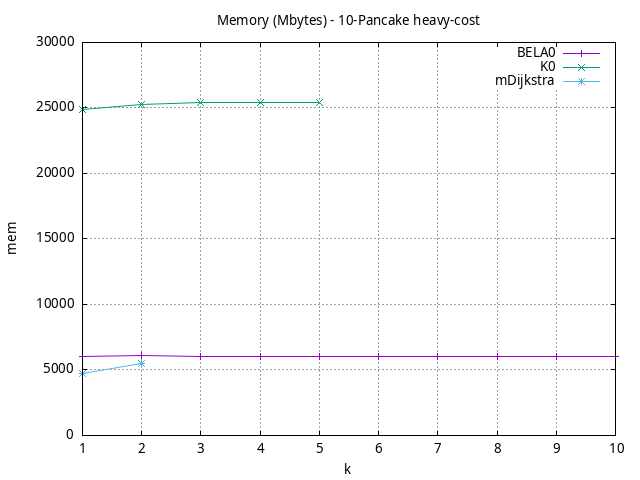 Memory (Mbytes) - 10-Pancake heavy-cost
30000
25000
20000
15000
10000
5000
0
mem
BELA0
K0
mDijkstra
1 2 3 4 5 6 7 8 9 10
k